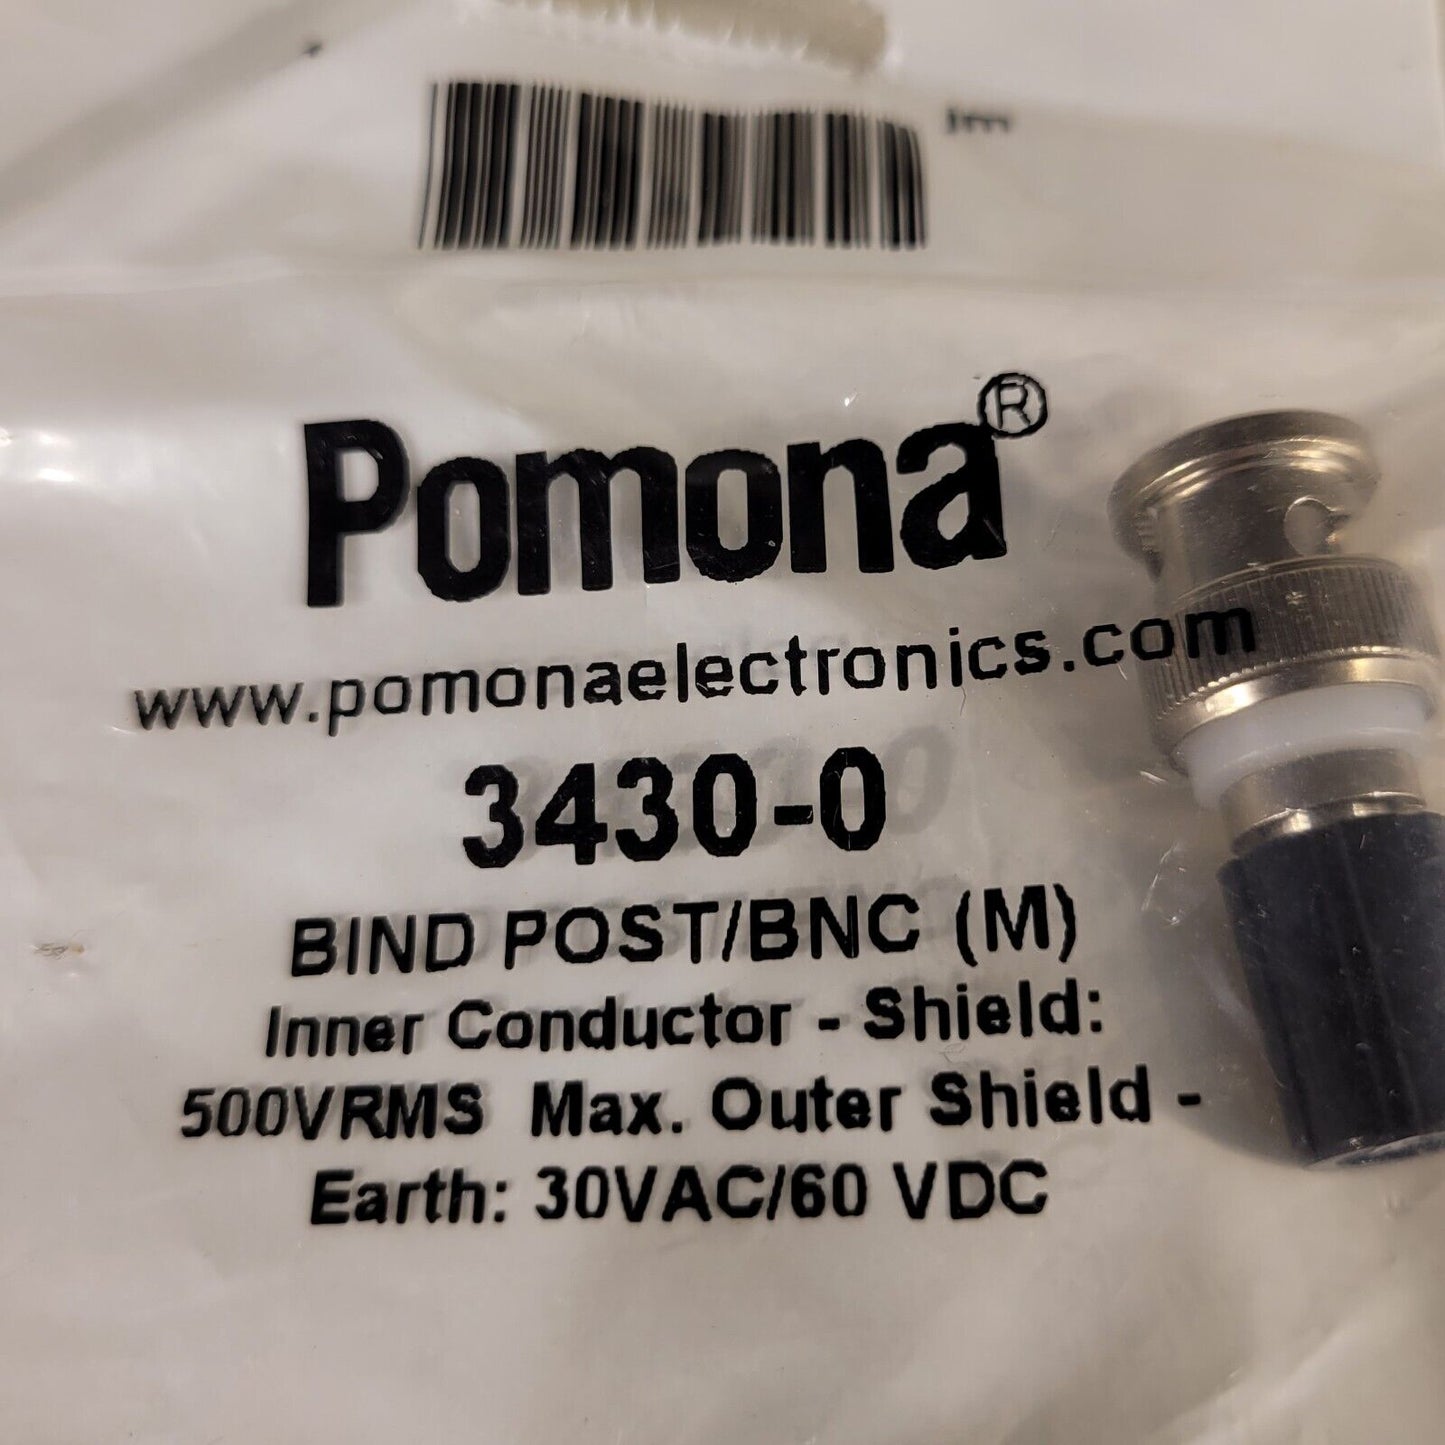 Pomona®
www.pomonaelectronics.com
3430-0
BIND POST/BNC (M)
Inner Conductor - Shield:
500VRMS Max. Outer Shield -
Earth: 30VAC/60 VDC